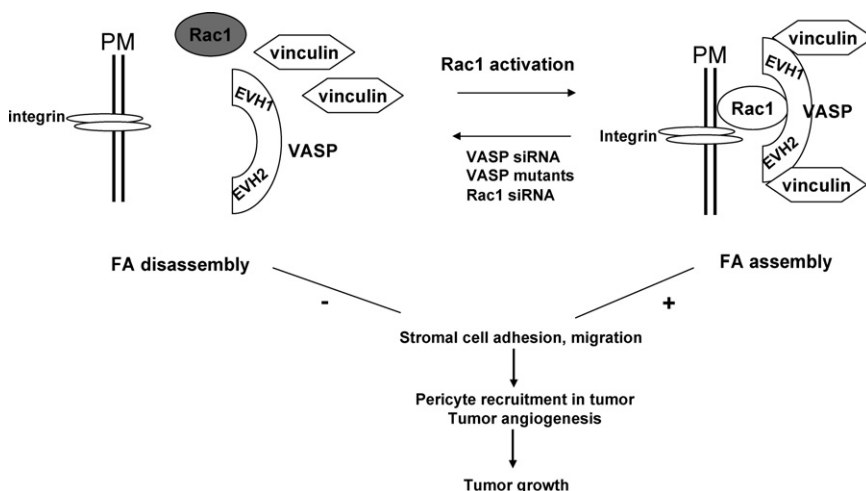 PM
Rac1
vinculin
vinculin
integrin
EVH1
VASP
EVH2
Rac1 activation
VASP siRNA
VASP mutants
Rac1 siRNA
PM
vinculin
EVH1
Rac1
VASP
Integrin
EVH2
vinculin
FA disassembly
FA assembly
-
+
Stromal cell adhesion, migration
Pericyte recruitment in tumor
Tumor angiogenesis
Tumor growth